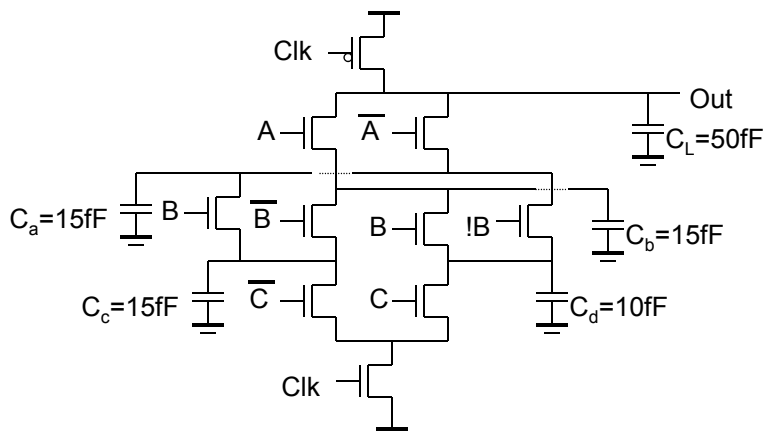 Clk
Out
A
A̅
C_L=50fF
C_a=15fF
B
B̅
B
!B
C_b=15fF
C_c=15fF
C̅
C
C_d=10fF
Clk